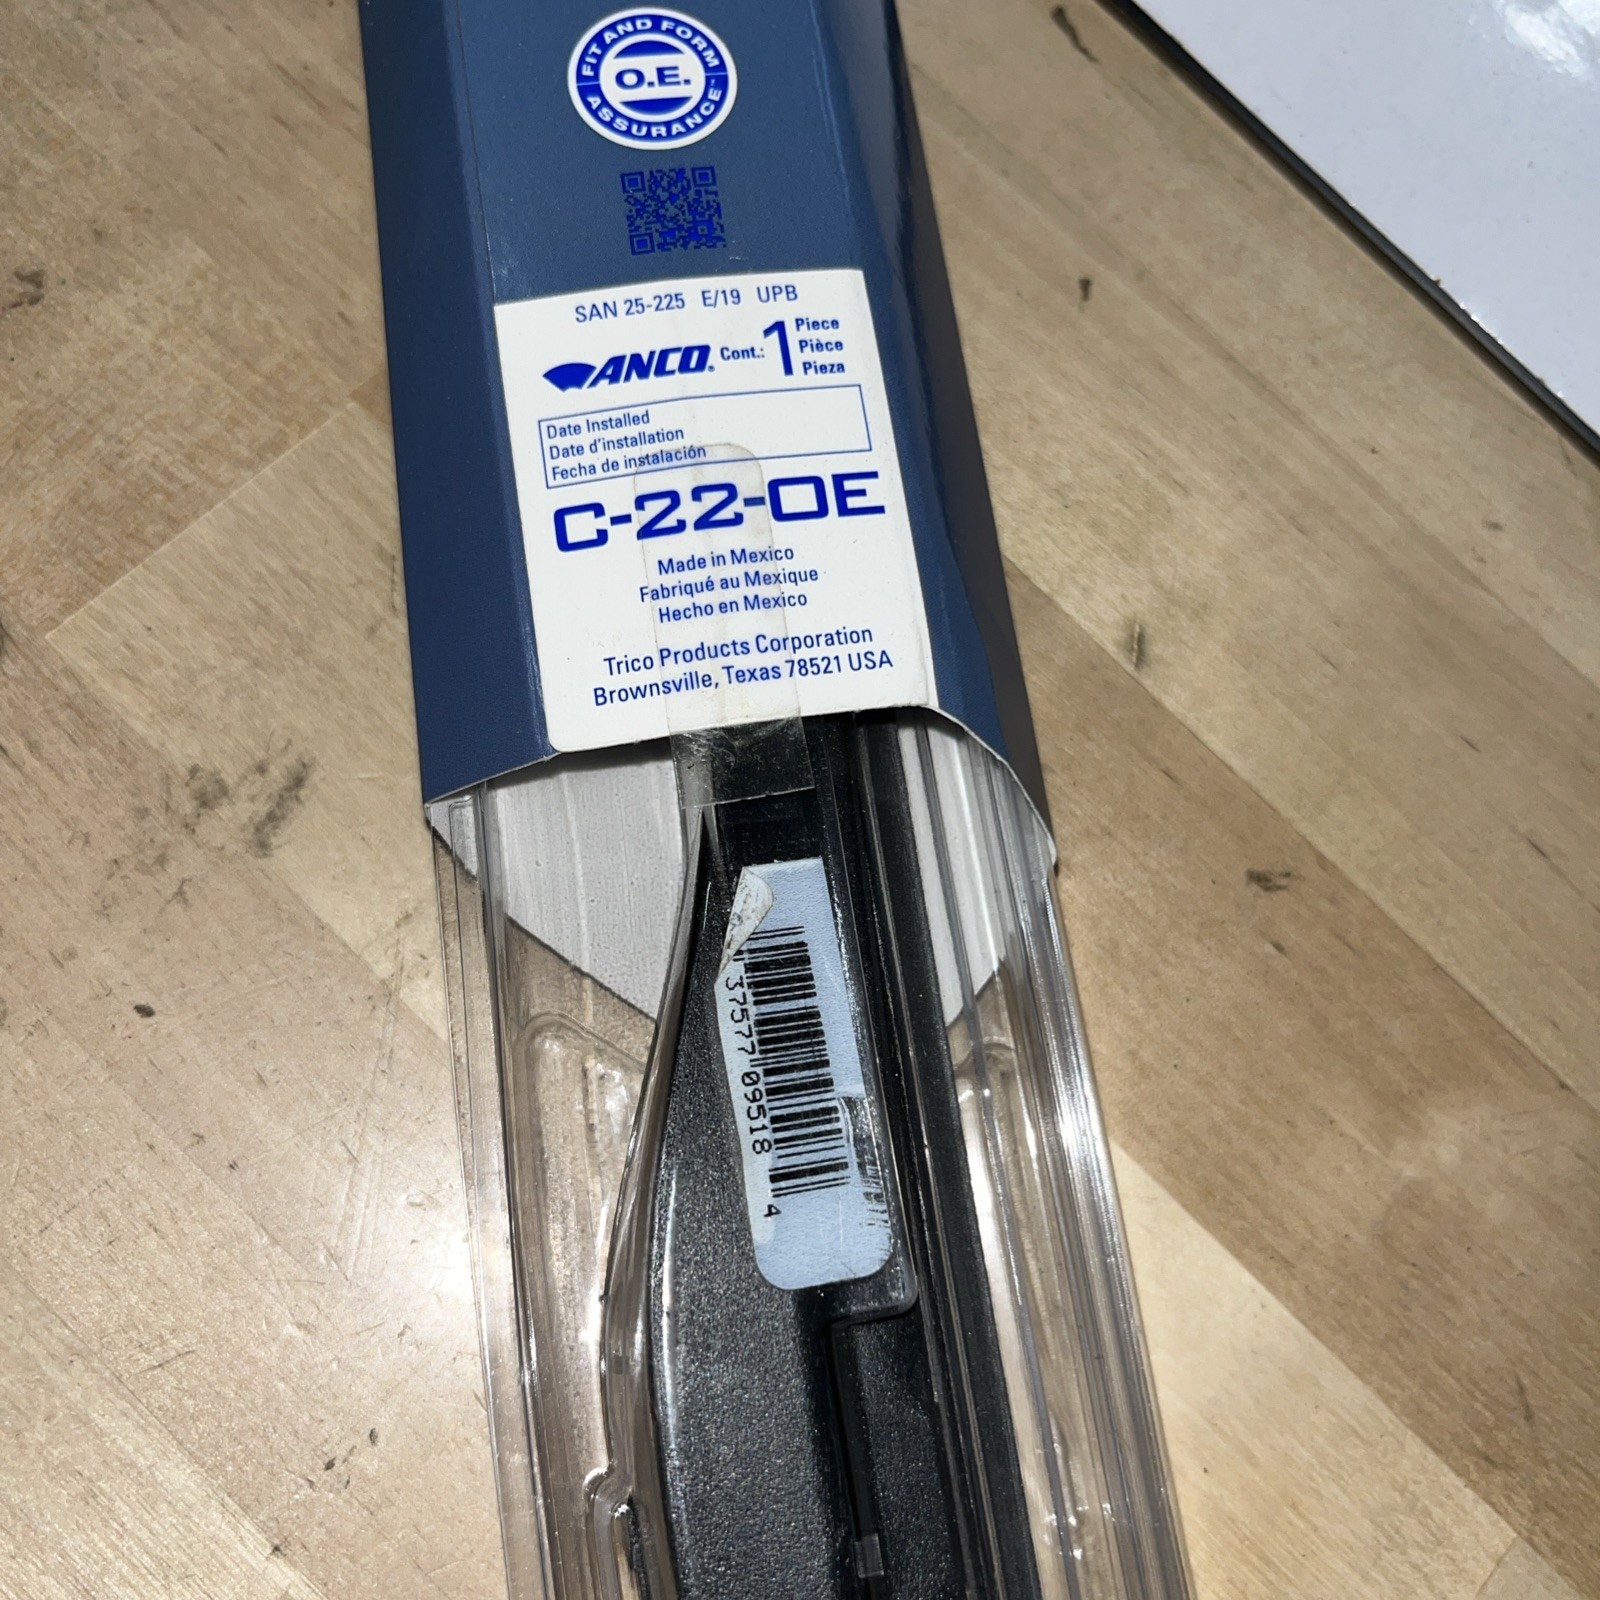 FIT AND FORM
O.E.
ASSURANCE
SAN 25-225 E/19 UPB
ANCO® Cont.: 1 Piece
Pièce
Pieza
Date Installed
Date d'installation
Fecha de instalación
C-22-OE
Made in Mexico
Fabriqué au Mexique
Hecho en Mexico
Trico Products Corporation
Brownsville, Texas 78521 USA
37577 09518 4